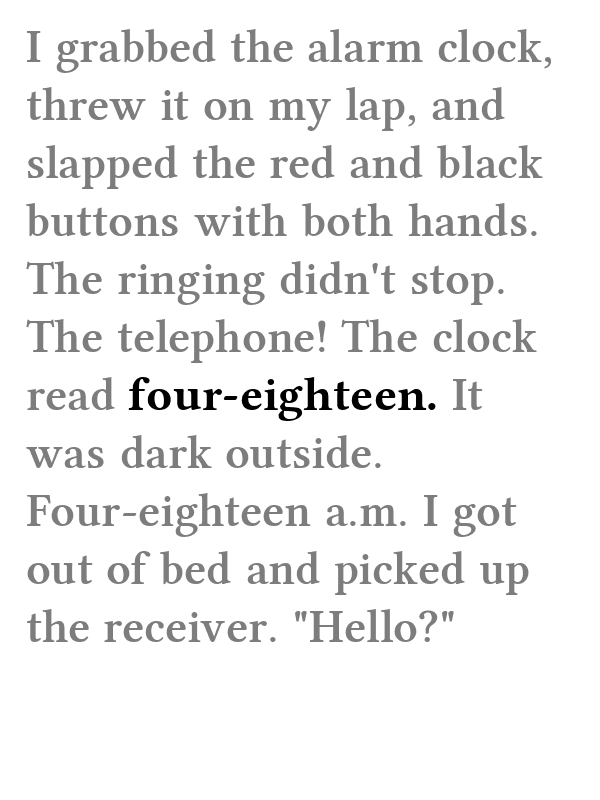 I grabbed the alarm clock,
threw it on my lap, and
slapped the red and black
buttons with both hands.
The ringing didn't stop.
The telephone! The clock
read four-eighteen. It
was dark outside.
Four-eighteen a.m. I got
out of bed and picked up
the receiver. "Hello?"